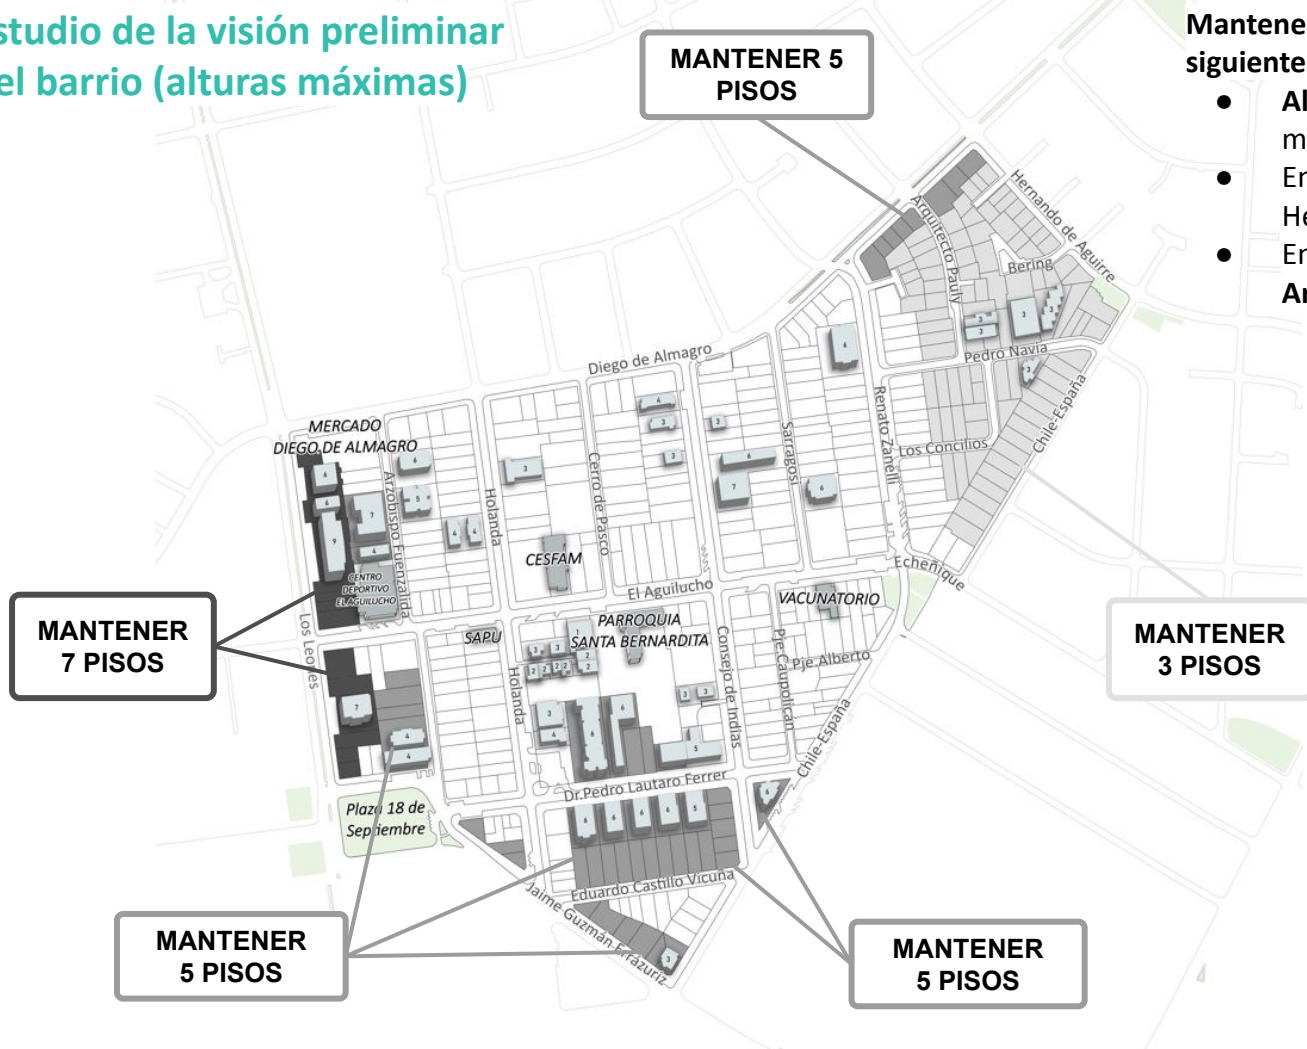 studio de la visión preliminar
el barrio (alturas máximas)
Mantene
siguiente
● Al
m
● En
He
● En
Ar
MANTENER 5
PISOS
Hernando de Aguirre
Arquitecto Pauly
Bering
Pedro Navia
Diego de Almagro
Renato Zanelli
Sarragosi
Los Concilios
Chile-España
MERCADO
DIEGO DE ALMAGRO
Arzobispo Fuenzalida
Holanda
Cerro de Pasco
CESFAM
CENTRO
DEPORTIVO
EL AGUILUCHO
El Aguilucho
Echeñique
VACUNATORIO
PARROQUIA
SANTA BERNARDITA
SAPU
Los Leones
Holanda
Consejo de Indias
Pje.Caupolicán
Pje.Alberto
Chile-España
MANTENER
7 PISOS
MANTENER
3 PISOS
Dr.Pedro Lautaro Ferrer
Plaza 18 de
Septiembre
Eduardo Castillo Vicuña
Jaime Guzmán Errázuriz
MANTENER
5 PISOS
MANTENER
5 PISOS